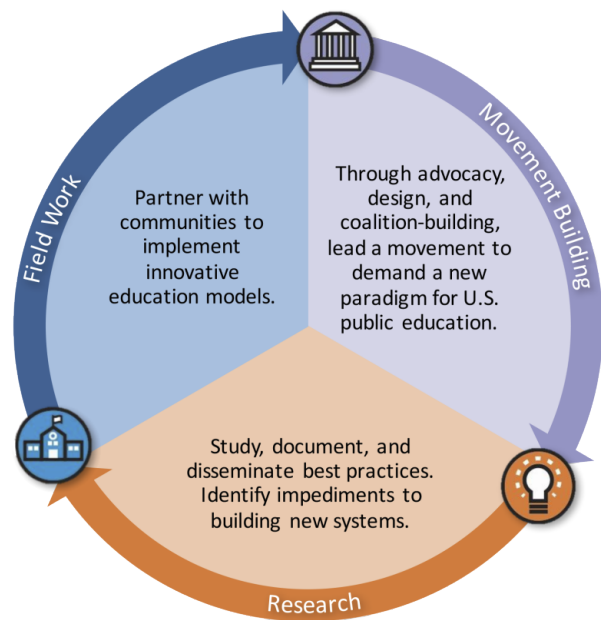 Field Work
Partner with
communities to
implement
innovative
education models.
Movement Building
Through advocacy,
design, and
coalition-building,
lead a movement to
demand a new
paradigm for U.S.
public education.
Study, document, and
disseminate best practices.
Identify impediments to
building new systems.
Research